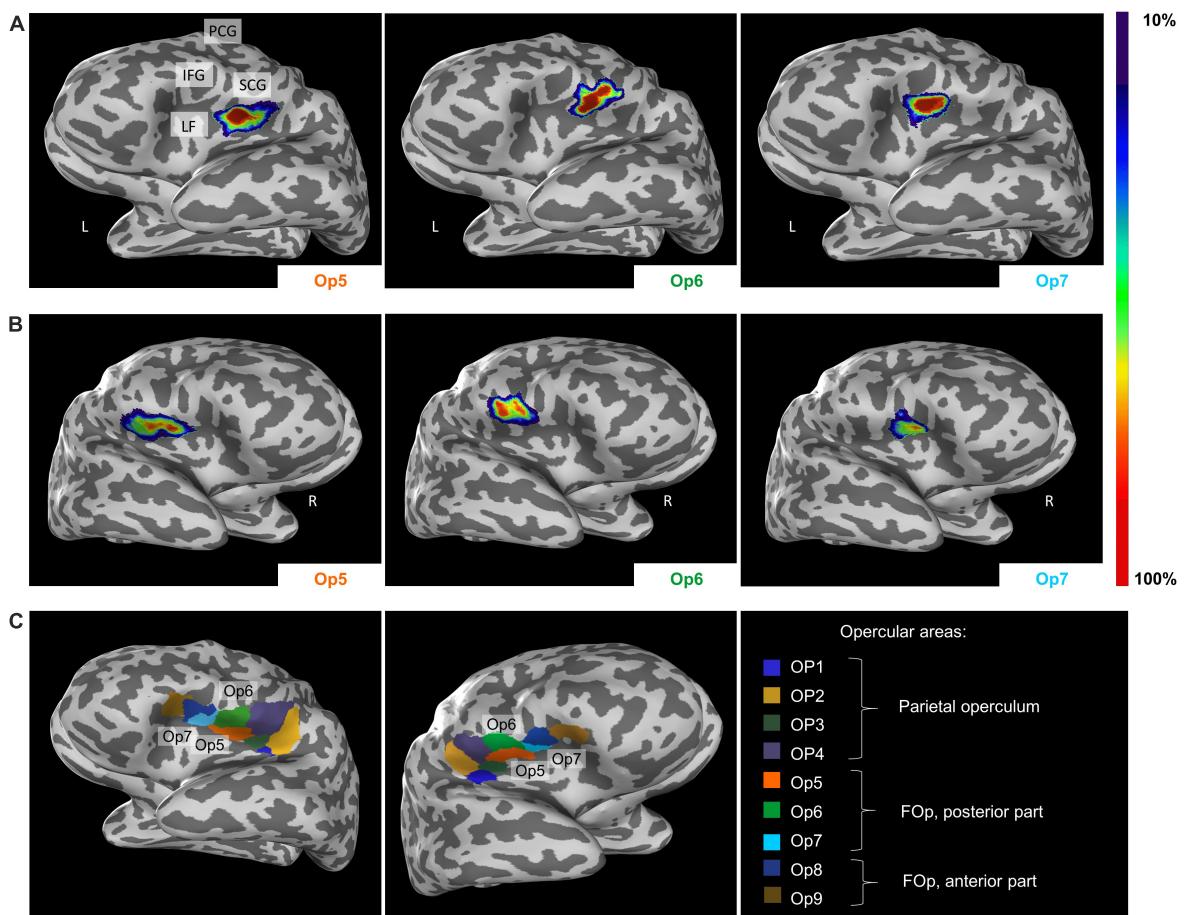 A
PCG
IFG
SCG
LF
L
L
L
Op5
Op6
Op7
10%
100%
B
R
R
R
Op5
Op6
Op7
C
Op6
Op7
Op5
Op6
Op5
Op7
Opercular areas:
OP1
OP2
OP3
OP4
Parietal operculum
Op5
Op6
Op7
FOp, posterior part
Op8
Op9
FOp, anterior part